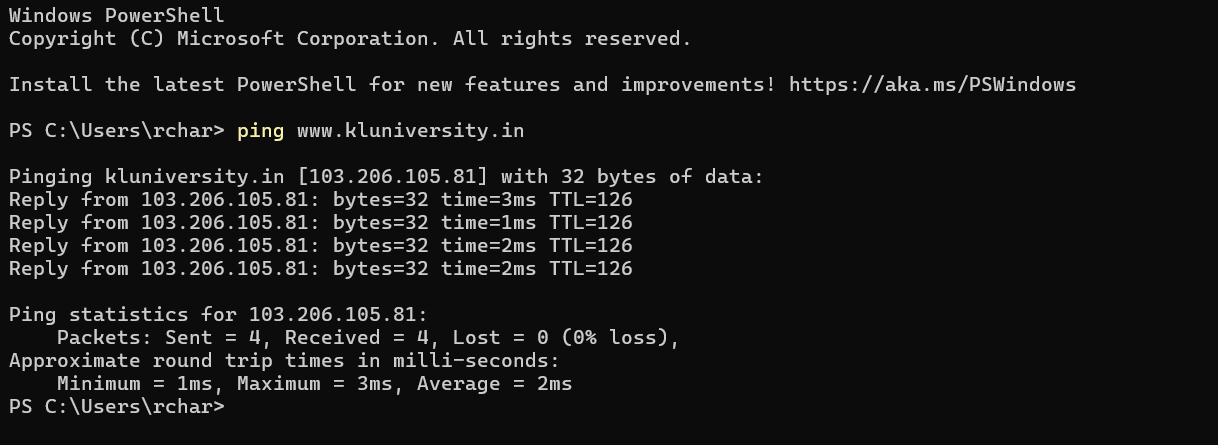 Windows PowerShell
Copyright (C) Microsoft Corporation. All rights reserved.
Install the latest PowerShell for new features and improvements! https://aka.ms/PSWindows
PS C:\Users\rchar> ping www.kluniversity.in
Pinging kluniversity.in [103.206.105.81] with 32 bytes of data:
Reply from 103.206.105.81: bytes=32 time=3ms TTL=126
Reply from 103.206.105.81: bytes=32 time=1ms TTL=126
Reply from 103.206.105.81: bytes=32 time=2ms TTL=126
Reply from 103.206.105.81: bytes=32 time=2ms TTL=126
Ping statistics for 103.206.105.81:
    Packets: Sent = 4, Received = 4, Lost = 0 (0% loss),
Approximate round trip times in milli-seconds:
    Minimum = 1ms, Maximum = 3ms, Average = 2ms
PS C:\Users\rchar>